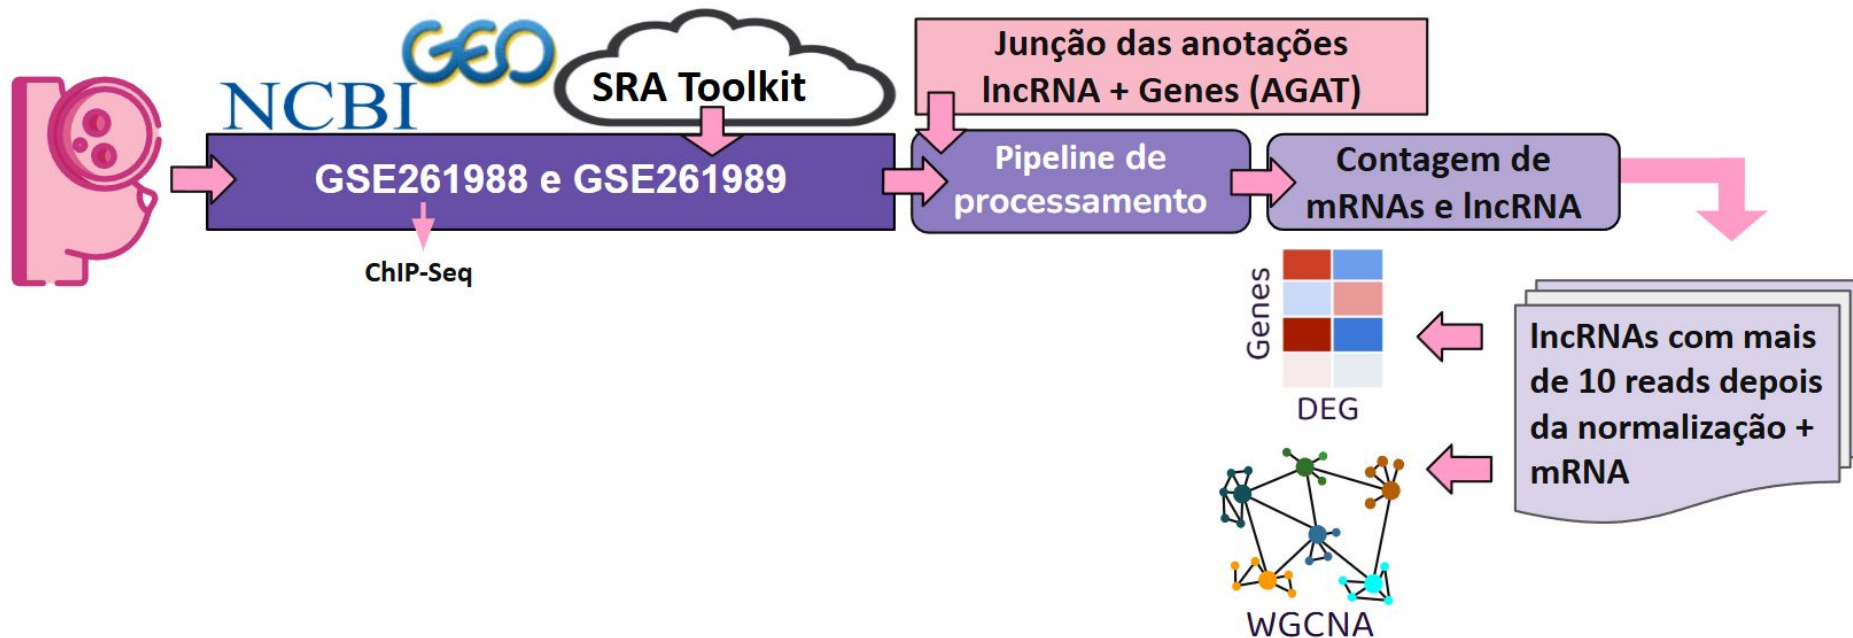 NCBI
GEO
SRA Toolkit
Junção das anotações
lncRNA + Genes (AGAT)
GSE261988 e GSE261989
Pipeline de
processamento
Contagem de
mRNAs e lncRNA
ChIP-Seq
Genes
DEG
lncRNAs com mais
de 10 reads depois
da normalização +
mRNA
WGCNA